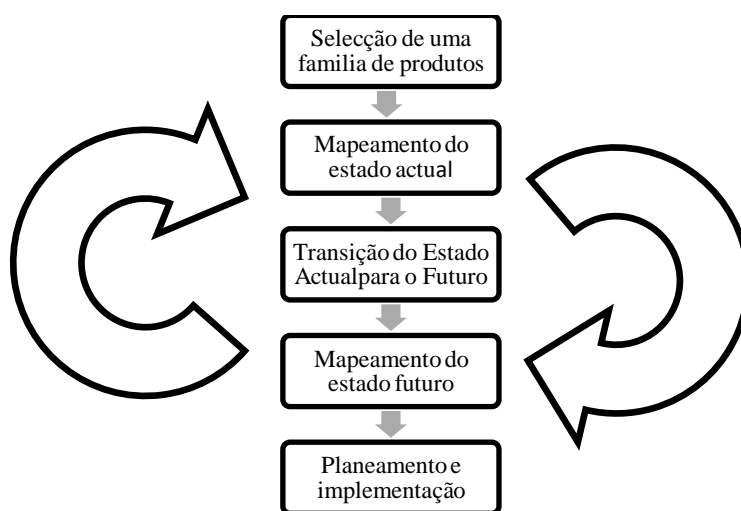 Selecção de uma
familia de produtos
Mapeamento do
estado actual
Transição do Estado
Actualpara o Futuro
Mapeamento do
estado futuro
Planeamento e
implementação